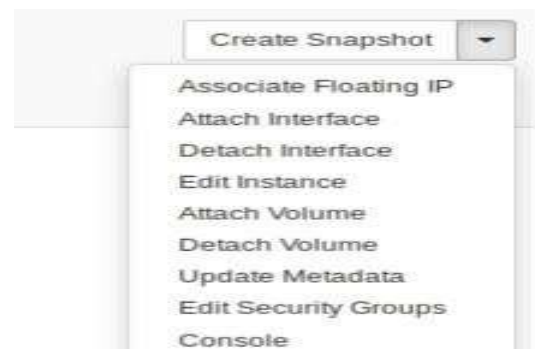 Create Snapshot
Associate Floating IP
Attach Interface
Detach Interface
Edit Instance
Attach Volume
Detach Volume
Update Metadata
Edit Security Groups
Console